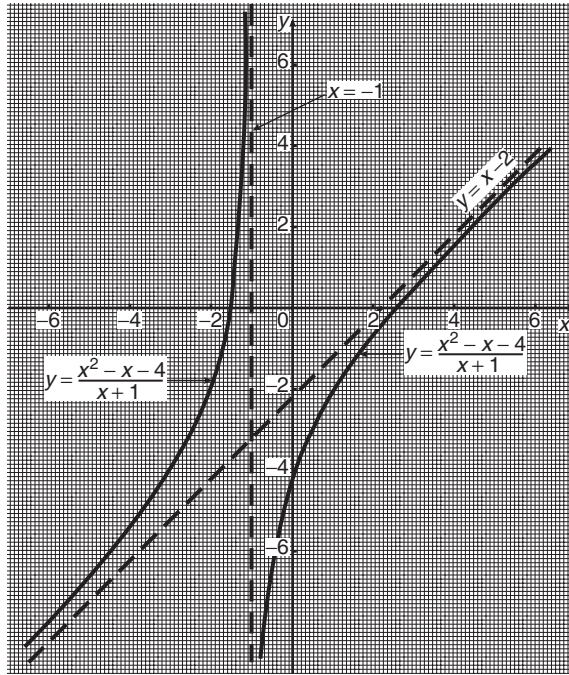 y
6
x = −1
4
y = x −2
2
−6 −4 −2 0 2 4 6 x
y = x² − x − 4 / x + 1
y = x² − x − 4 / x + 1
−2
−4
−6